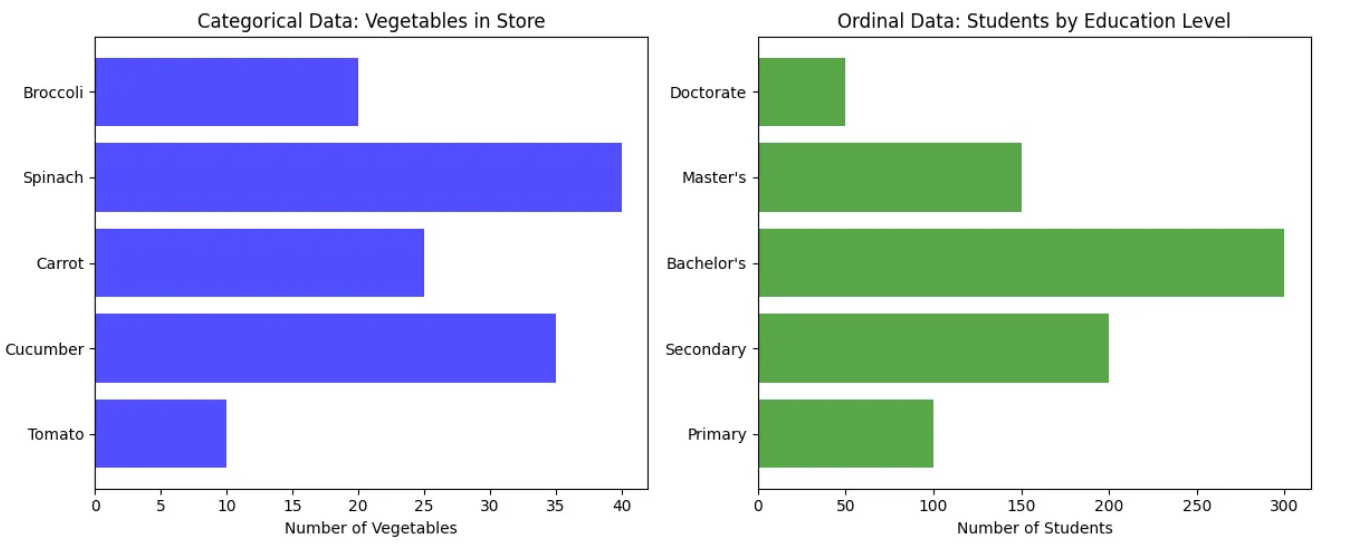 Categorical Data: Vegetables in Store
Broccoli
Spinach
Carrot
Cucumber
Tomato
0 5 10 15 20 25 30 35 40
Number of Vegetables
Ordinal Data: Students by Education Level
Doctorate
Master's
Bachelor's
Secondary
Primary
0 50 100 150 200 250 300
Number of Students